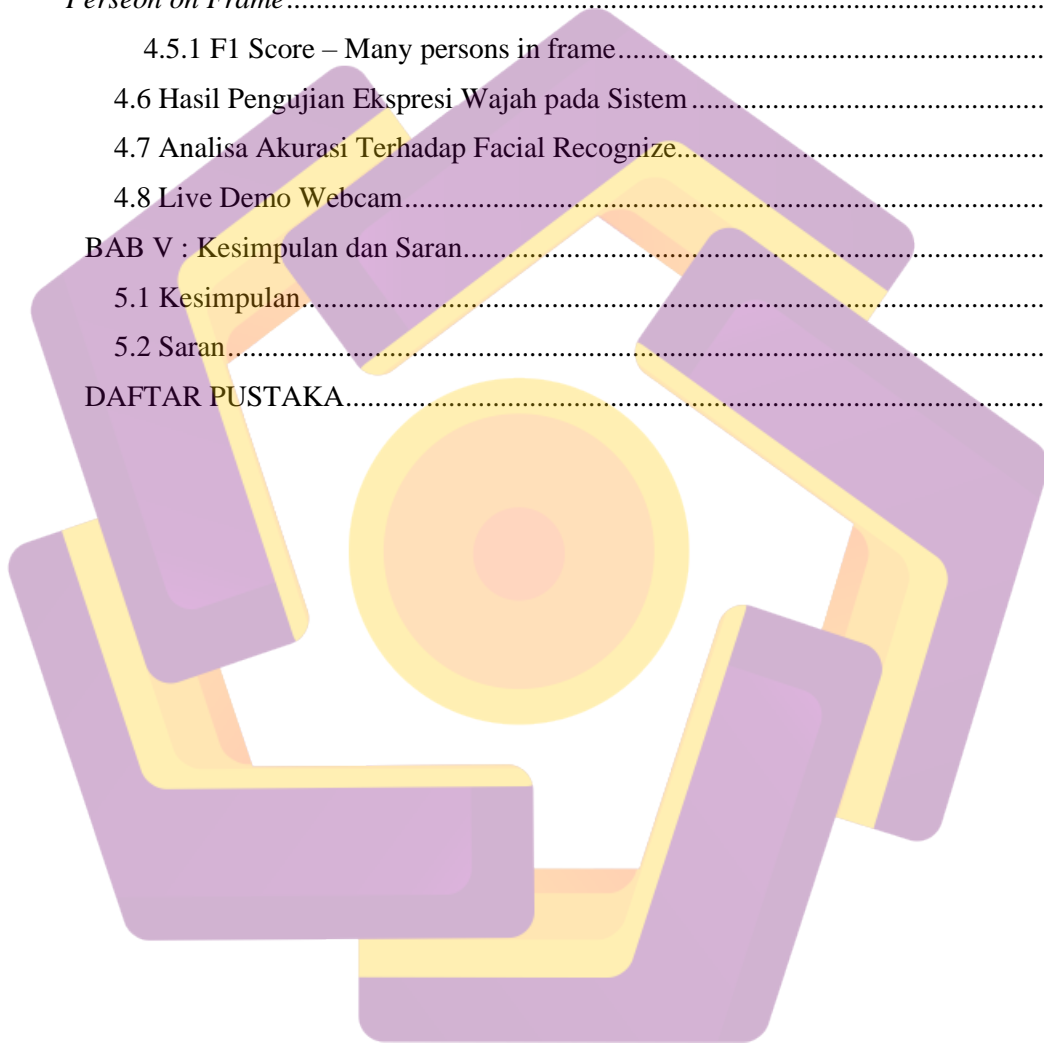 Perseon on Frame........................................................................................................
4.5.1 F1 Score – Many persons in frame........................................................
4.6 Hasil Pengujian Ekspresi Wajah pada Sistem..............................................
4.7 Analisa Akurasi Terhadap Facial Recognize................................................
4.8 Live Demo Webcam.....................................................................................
BAB V : Kesimpulan dan Saran..........................................................................
5.1 Kesimpulan...................................................................................................
5.2 Saran.............................................................................................................
DAFTAR PUSTAKA..........................................................................................